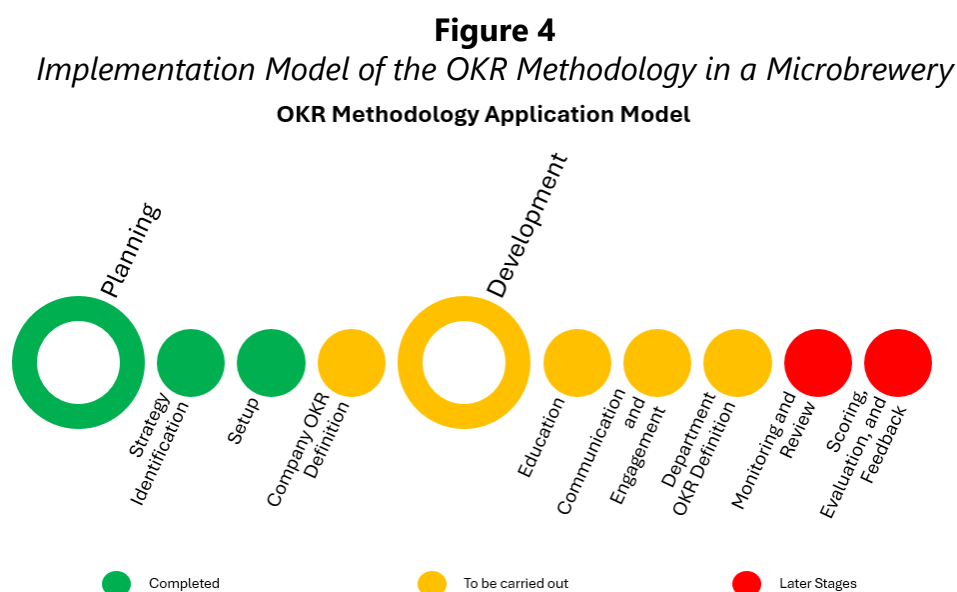 Figure 4
Implementation Model of the OKR Methodology in a Microbrewery
OKR Methodology Application Model
Planning
Strategy
Identification
Setup
Company OKR
Definition
Development
Education
Communication
and
Engagement
Department
OKR Definition
Monitoring and
Review
Scoring,
Evaluation, and
Feedback
Completed
To be carried out
Later Stages